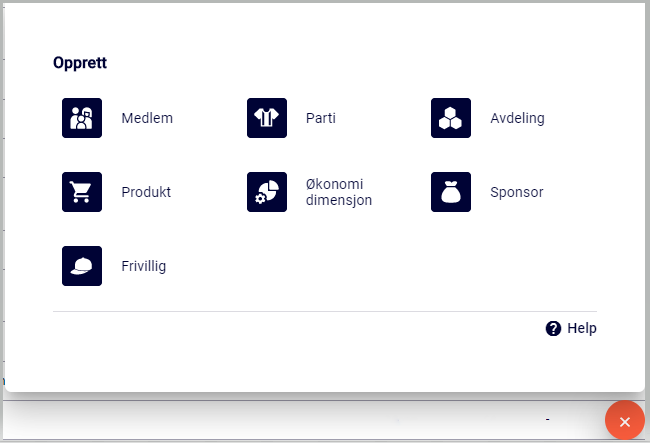 Opprett
Medlem
Parti
Avdeling
Produkt
Økonomi
dimensjon
Sponsor
Frivillig
Help
-